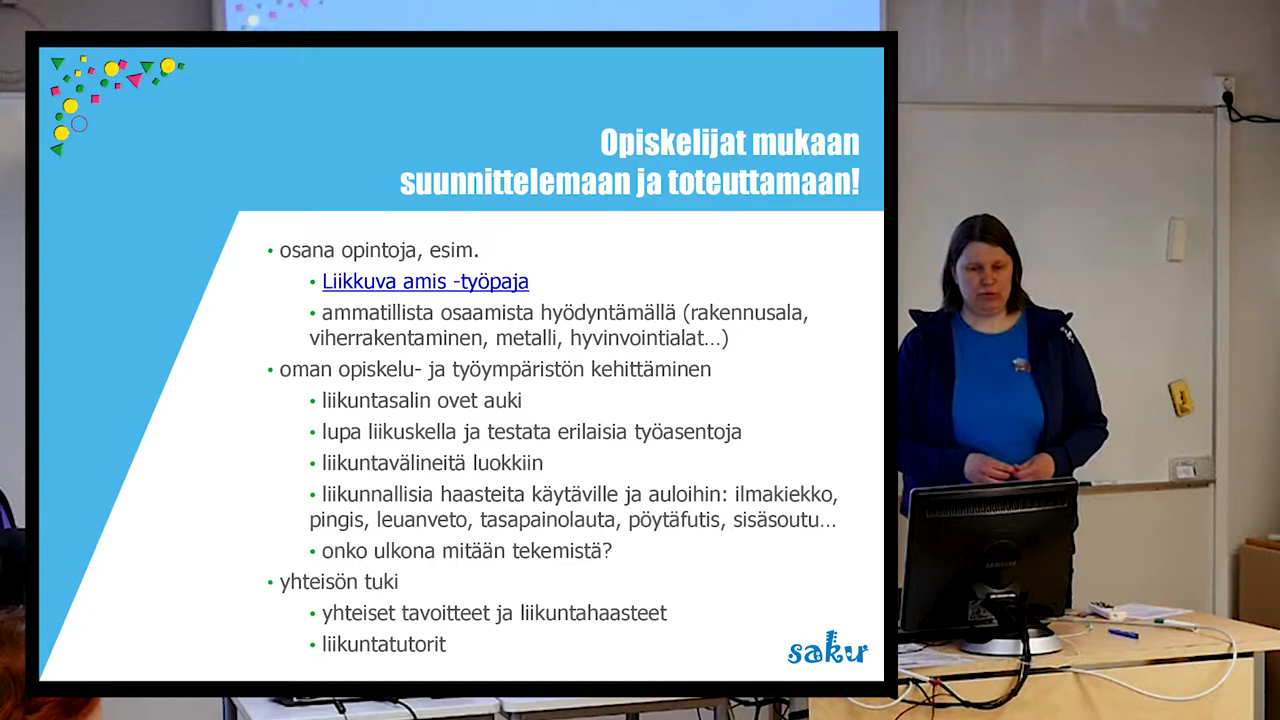 Opiskelijat mukaan
suunnittelemaan ja toteuttamaan!
• osana opintoja, esim.
• Liikkuva amis -työpaja
• ammatillista osaamista hyödyntämällä (rakennusala,
viherrakentaminen, metalli, hyvinvointialat…)
• oman opiskelu- ja työympäristön kehittäminen
• liikuntasalin ovet auki
• lupa liikuskella ja testata erilaisia työasentoja
• liikuntavälineitä luokkiin
• liikunnallisia haasteita käytäville ja auloihin: ilmakiekko,
pingis, leuanveto, tasapainolauta, pöytäfutis, sisäsoutu…
• onko ulkona mitään tekemistä?
• yhteisön tuki
• yhteiset tavoitteet ja liikuntahaasteet
• liikuntatutorit
saku
SAMSUNG